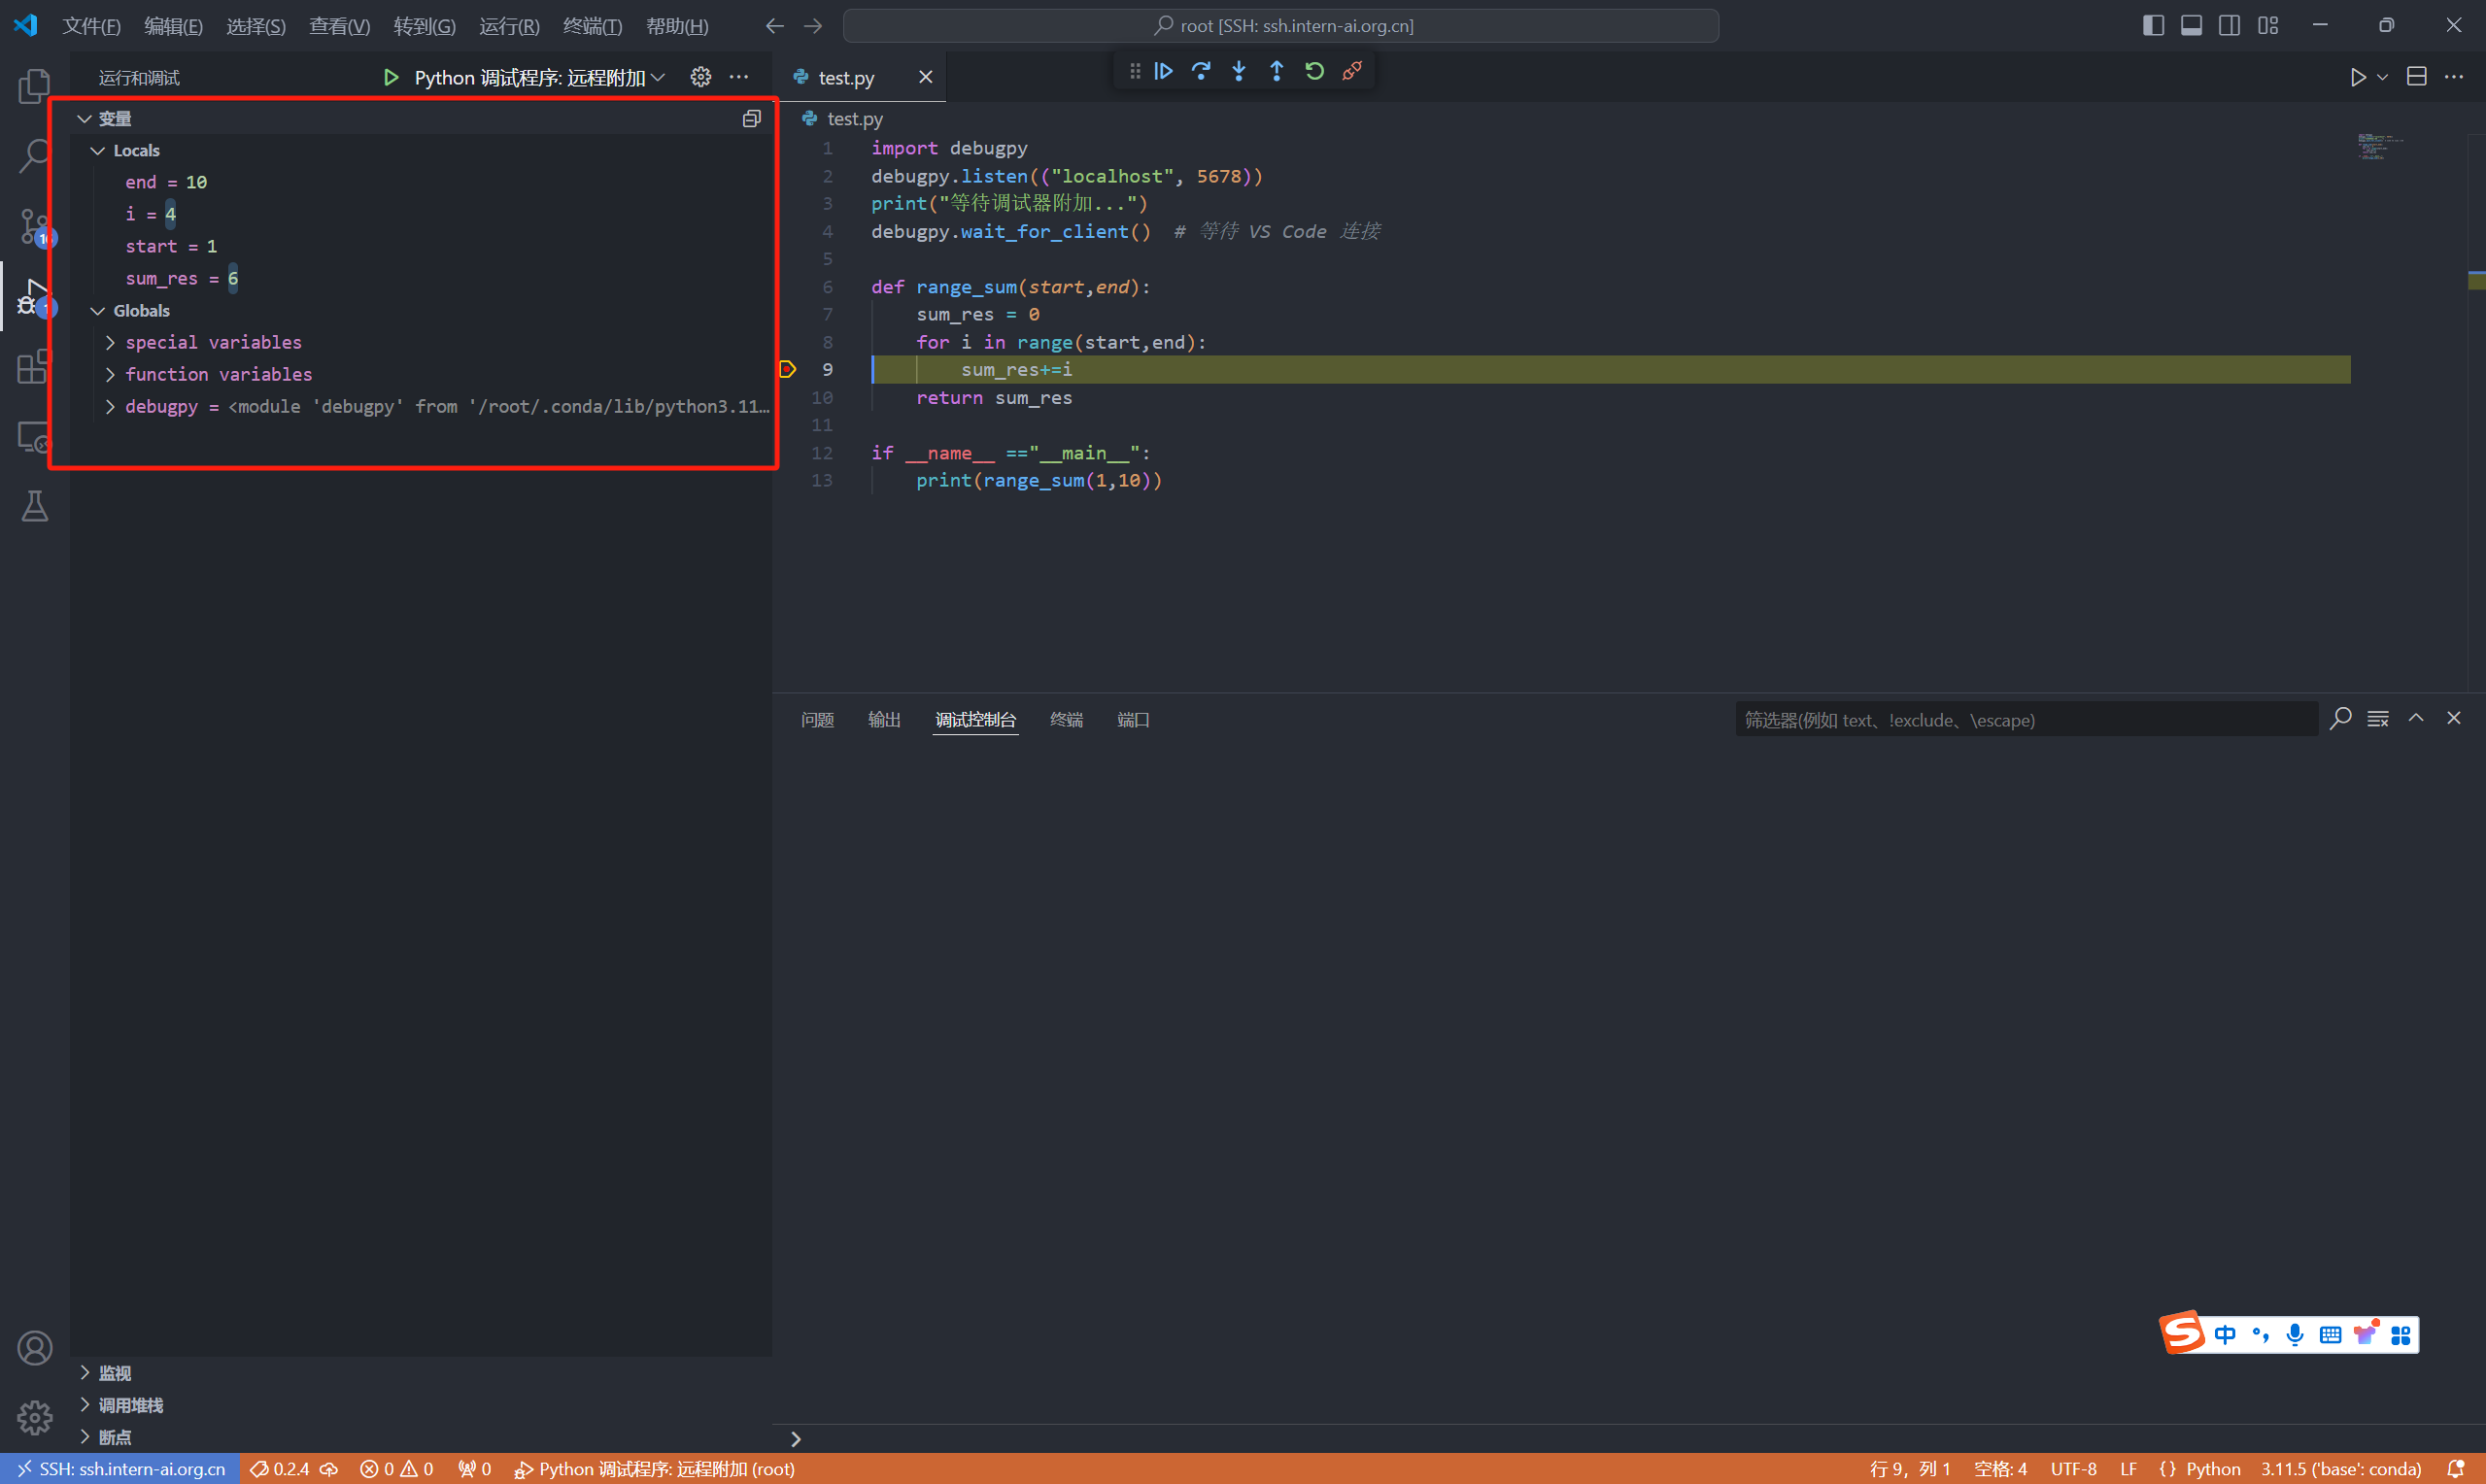 文件(F) 编辑(E) 选择(S) 查看(V) 转到(G) 运行(R) 终端(T) 帮助(H) root [SSH: ssh.intern-ai.org.cn]
运行和调试 Python 调试程序: 远程附加 ···
变量
Locals
end = 10
i = 4
start = 1
sum_res = 6
Globals
special variables
function variables
debugpy = <module 'debugpy' from '/root/.conda/lib/python3.11...
监视
调用堆栈
断点
test.py
test.py
1 import debugpy
2 debugpy.listen(("localhost", 5678))
3 print("等待调试器附加...")
4 debugpy.wait_for_client()  # 等待 VS Code 连接
5
6 def range_sum(start,end):
7     sum_res = 0
8     for i in range(start,end):
9         sum_res+=i
10     return sum_res
11
12 if __name__ =="__main__":
13     print(range_sum(1,10))
问题 输出 调试控制台 终端 端口 筛选器(例如 text、!exclude、\escape)
S 中
SSH: ssh.intern-ai.org.cn 0.2.4 0 0 0 Python 调试程序: 远程附加 (root) 行 9，列 1 空格: 4 UTF-8 LF {} Python 3.11.5 ('base': conda)